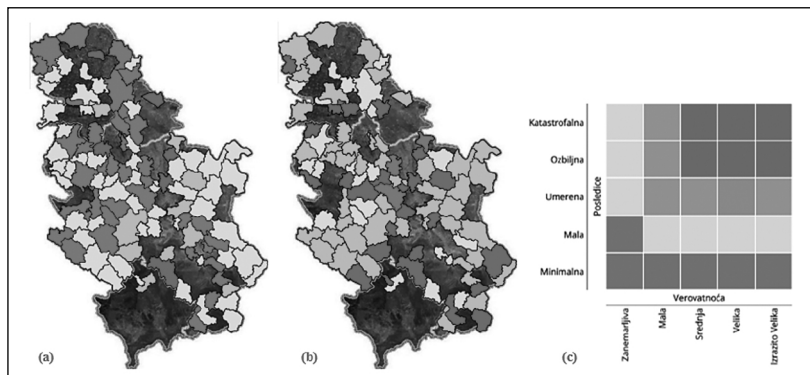 (a)
(b)
(c)
Posledice
Katastrofalna
Ozbiljna
Umerena
Mala
Minimalna
Verovatnoća
Zanemarljiva
Mala
Srednja
Velika
Izrazito Velika